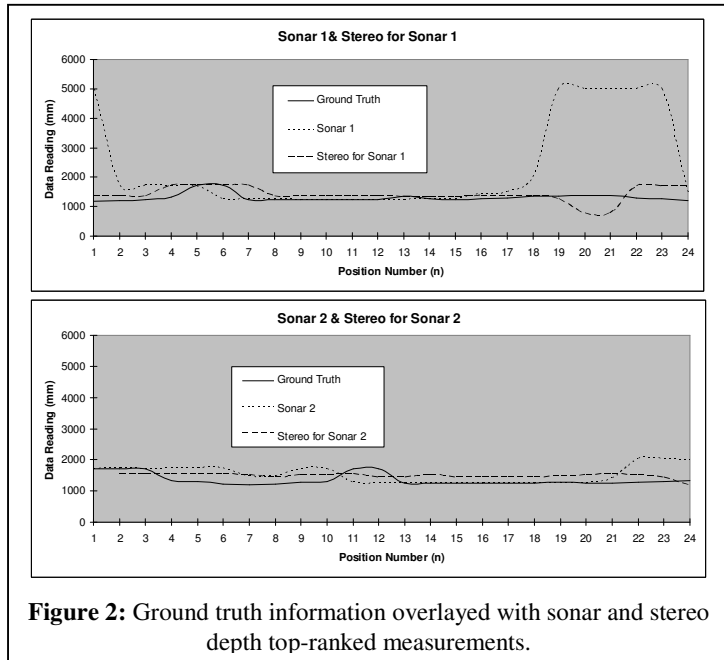 Sonar 1& Stereo for Sonar 1
6000
5000
4000
3000
2000
1000
0
Data Reading (mm)
Ground Truth
Sonar 1
Stereo for Sonar 1
1 2 3 4 5 6 7 8 9 10 11 12 13 14 15 16 17 18 19 20 21 22 23 24
Position Number (n)
Sonar 2 & Stereo for Sonar 2
6000
5000
4000
3000
2000
1000
0
Data Reading (mm)
Ground Truth
Sonar 2
Stereo for Sonar 2
1 2 3 4 5 6 7 8 9 10 11 12 13 14 15 16 17 18 19 20 21 22 23 24
Position Number (n)
Figure 2: Ground truth information overlayed with sonar and stereo
depth top-ranked measurements.